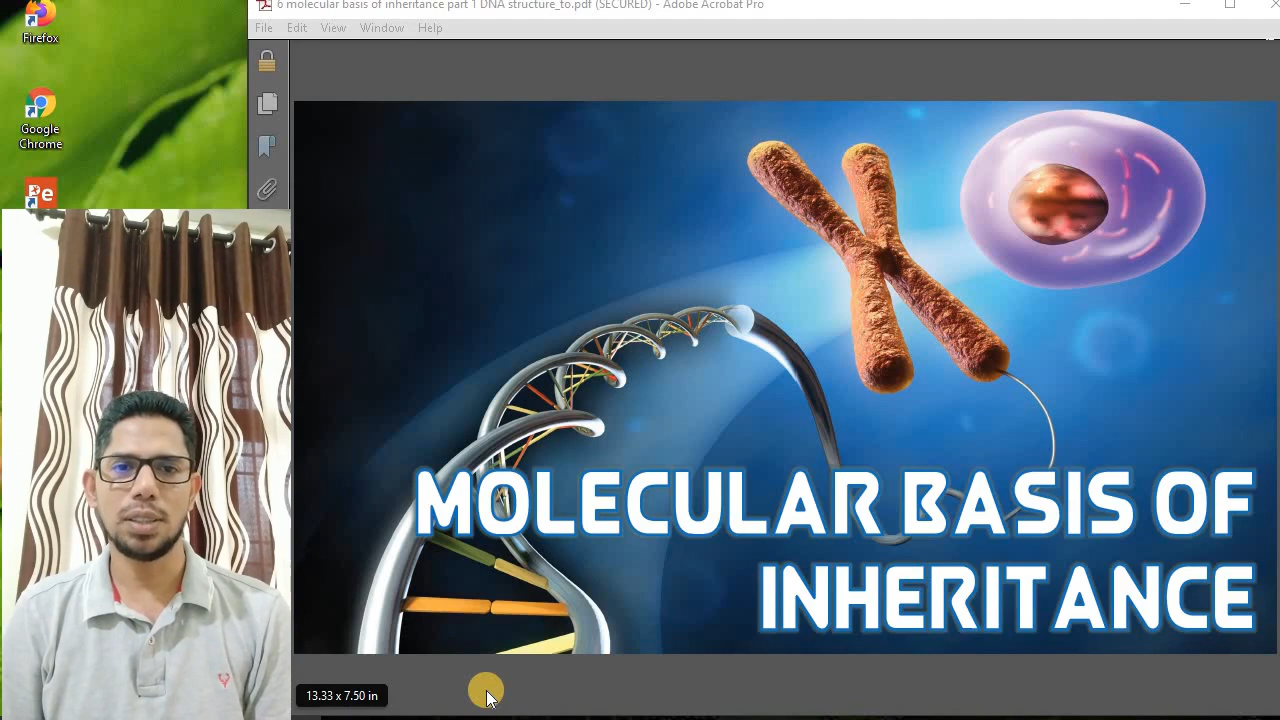 6 molecular basis of inheritance part 1 DNA structure_to.pdf (SECURED) - Adobe Acrobat Pro
File Edit View Window Help
Firefox
Google
Chrome
MOLECULAR BASIS OF
INHERITANCE
13.33 x 7.50 in